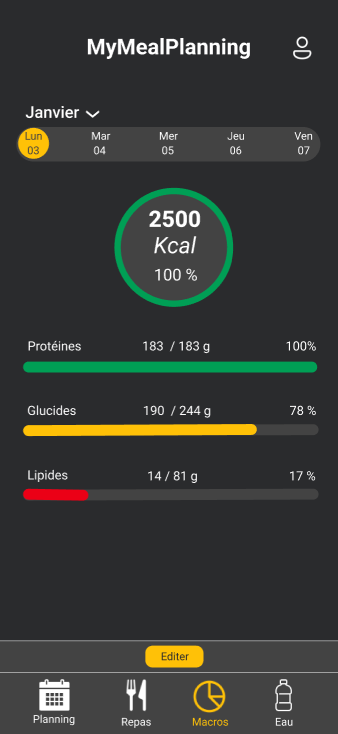 MyMealPlanning
Janvier
Lun Mar Mer Jeu Ven
03 04 05 06 07
2500
Kcal
100 %
Protéines 183 / 183 g 100%
Glucides 190 / 244 g 78 %
Lipides 14 / 81 g 17 %
Editer
Planning Repas Macros Eau